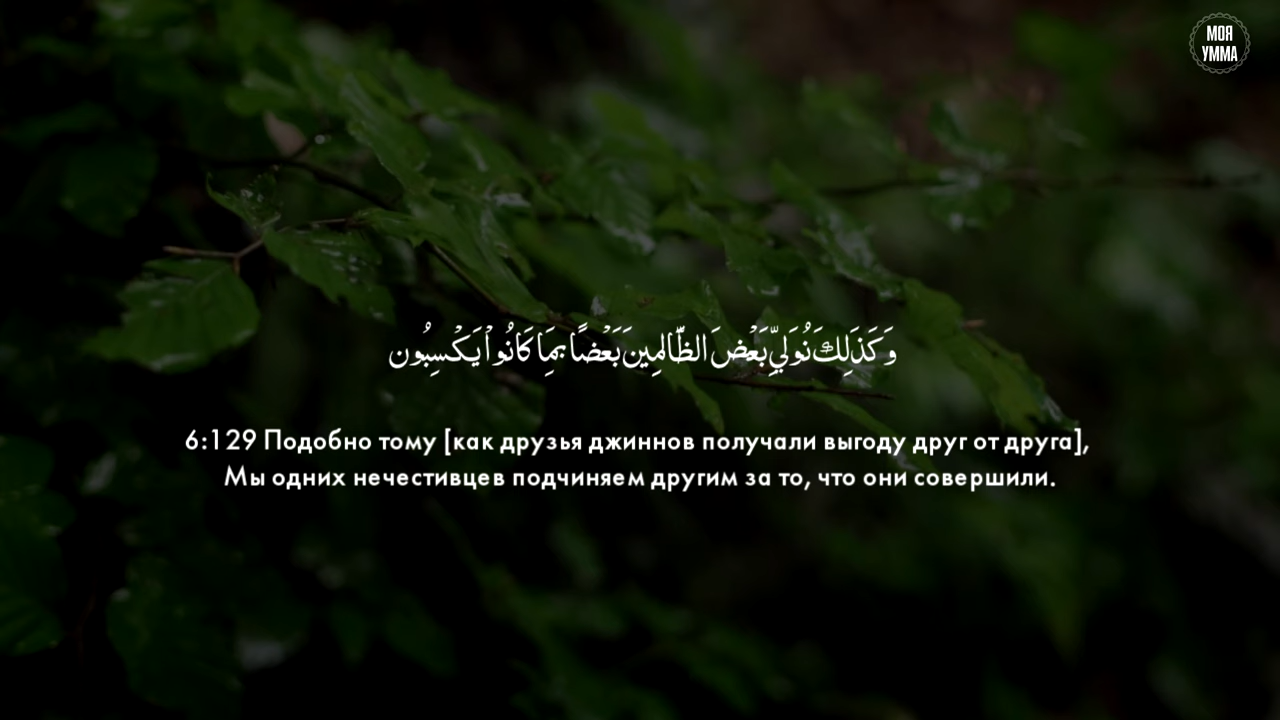 МОЯ
УММА
وَكَذَٰلِكَ نُوَلِّي بَعْضَ الظَّالِمِينَ بَعْضًا بِمَا كَانُوا۟ يَكْسِبُون
6:129 Подобно тому [как друзья джиннов получали выгоду друг от друга],
Мы одних нечестивцев подчиняем другим за то, что они совершили.